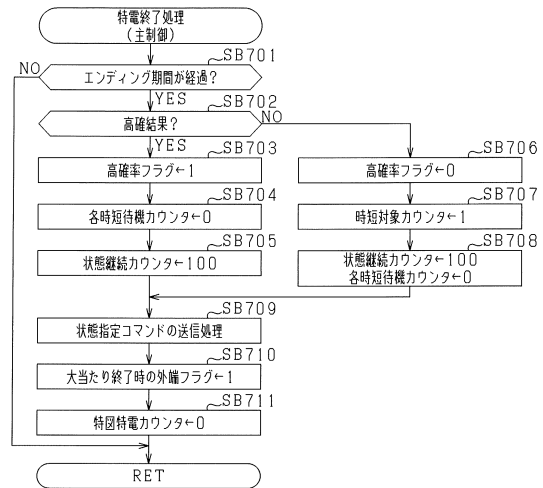 特電終了処理
(主制御)
SB701
NO
エンディング期間が経過?
YES
SB702
高確結果?
NO
YES
SB703
高確率フラグ←1
SB704
各時短待機カウンタ←0
SB705
状態継続カウンタ←100
SB706
高確率フラグ←0
SB707
時短対象カウンタ←1
SB708
状態継続カウンタ←100
各時短待機カウンタ←0
SB709
状態指定コマンドの送信処理
SB710
大当たり終了時の外端フラグ←1
SB711
特図特電カウンタ←0
RET